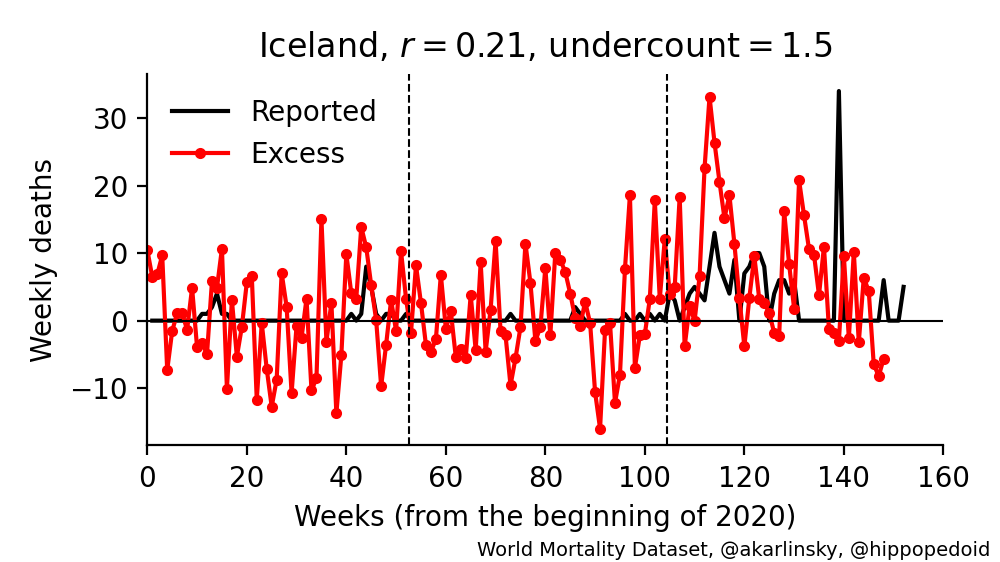 Iceland, r = 0.21, undercount = 1.5
Reported
Excess
Weekly deaths
30
20
10
0
−10
0 20 40 60 80 100 120 140 160
Weeks (from the beginning of 2020)
World Mortality Dataset, @akarlinsky, @hippopedoid